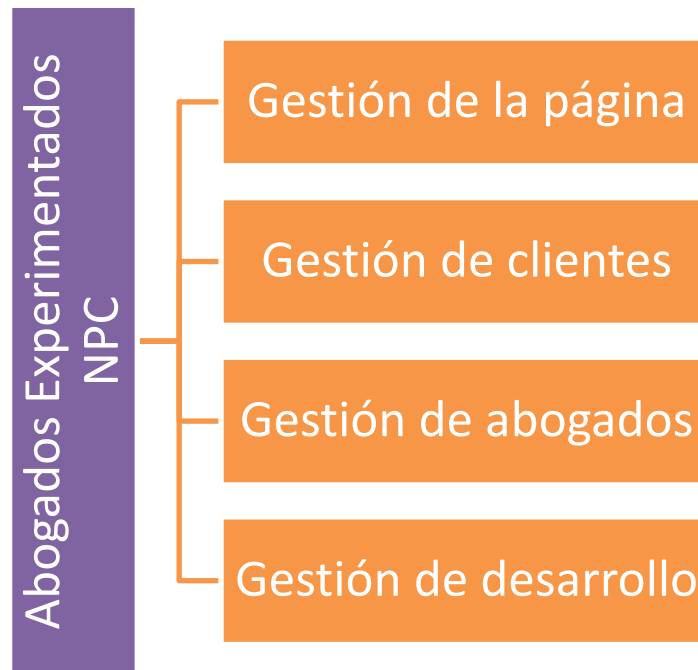 Abogados Experimentados
NPC
Gestión de la página
Gestión de clientes
Gestión de abogados
Gestión de desarrollo